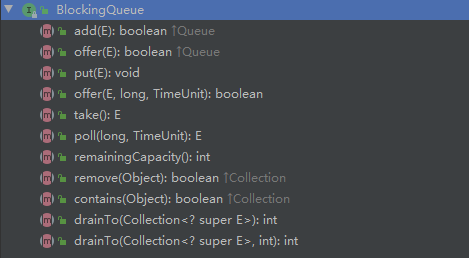 BlockingQueue
add(E): boolean ↑Queue
offer(E): boolean ↑Queue
put(E): void
offer(E, long, TimeUnit): boolean
take(): E
poll(long, TimeUnit): E
remainingCapacity(): int
remove(Object): boolean ↑Collection
contains(Object): boolean ↑Collection
drainTo(Collection<? super E>): int
drainTo(Collection<? super E>, int): int